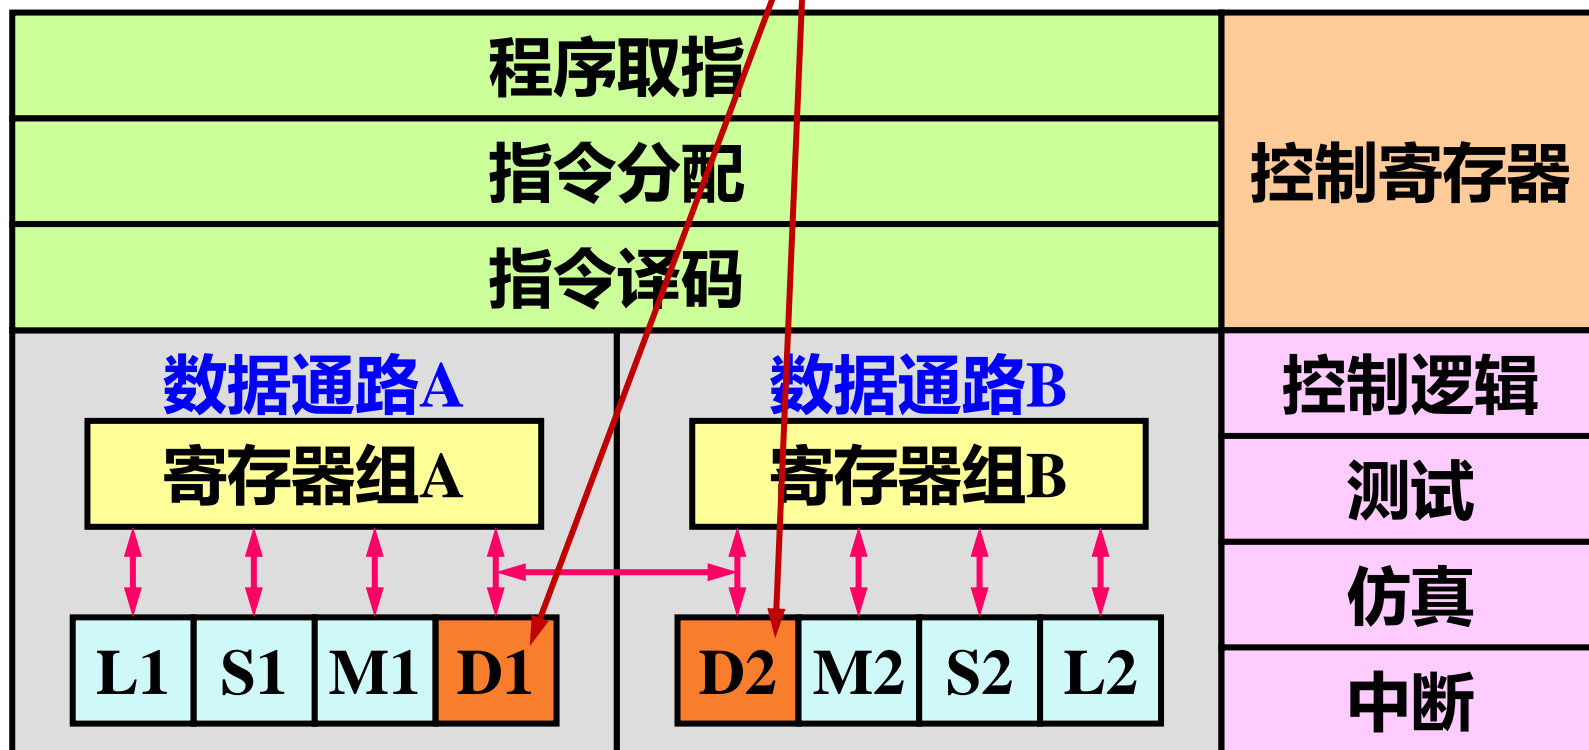 程序取指
指令分配
指令译码
控制寄存器
数据通路A
数据通路B
寄存器组A
寄存器组B
L1 S1 M1 D1
D2 M2 S2 L2
控制逻辑
测试
仿真
中断